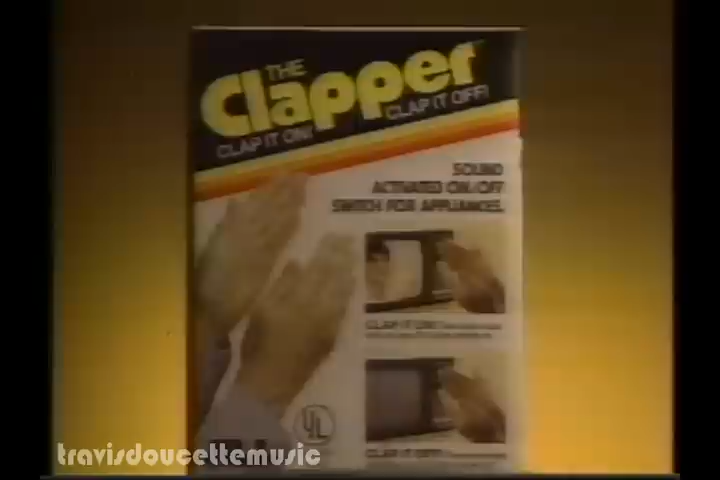 THE
Clapper
CLAP IT ON! CLAP IT OFF!
SOUND
ACTIVATED ON/OFF
SWITCH FOR APPLIANCES.
CLAP IT ON!
CLAP IT OFF!
UL
travisdoucettemusic